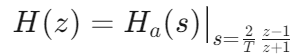 H(z) = H_a(s)|_{s=\frac{2}{T}\frac{z-1}{z+1}}